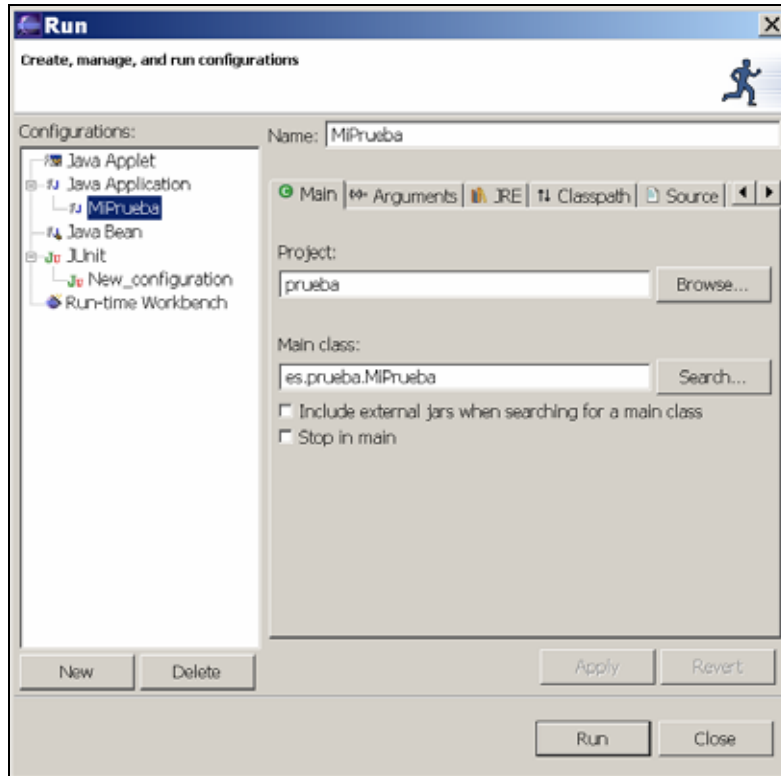 Run
Create, manage, and run configurations
Configurations:
Name: MiPrueba
Java Applet
Java Application
MiPrueba
Java Bean
JUnit
New_configuration
Run-time Workbench
Main Arguments JRE Classpath Source
Project:
prueba Browse...
Main class:
es.prueba.MiPrueba Search...
Include external jars when searching for a main class
Stop in main
New Delete
Apply Revert
Run Close